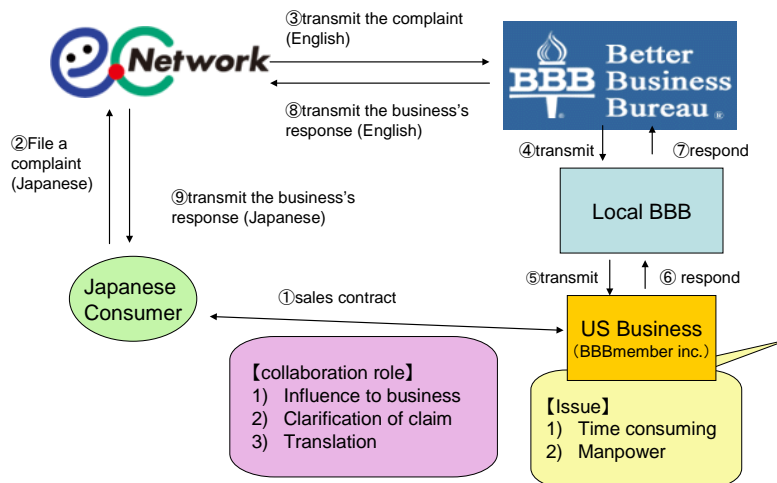 ③transmit the complaint
(English)
e.c.Network
BBB
®
Better
Business
Bureau ®
⑧transmit the business's
response (English)
②File a
complaint
(Japanese)
④transmit
⑦respond
⑨transmit the business's
response (Japanese)
Local BBB
⑤transmit
⑥ respond
Japanese
Consumer
①sales contract
US Business
(BBBmember inc.)
【collaboration role】
1) Influence to business
2) Clarification of claim
3) Translation
【Issue】
1) Time consuming
2) Manpower